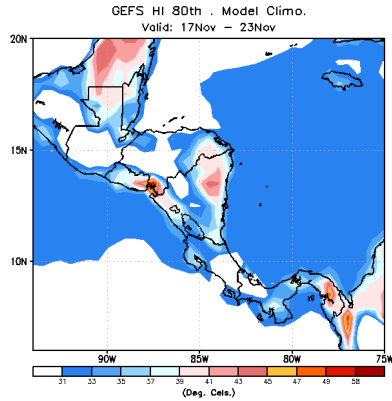 GEFS HI 80th . Model Climo.
Valid: 17Nov - 23Nov
20N
15N
10N
90W 85W 80W 75W
31 33 35 37 39 41 43 45 47 49 58
(Deg. Cels.)